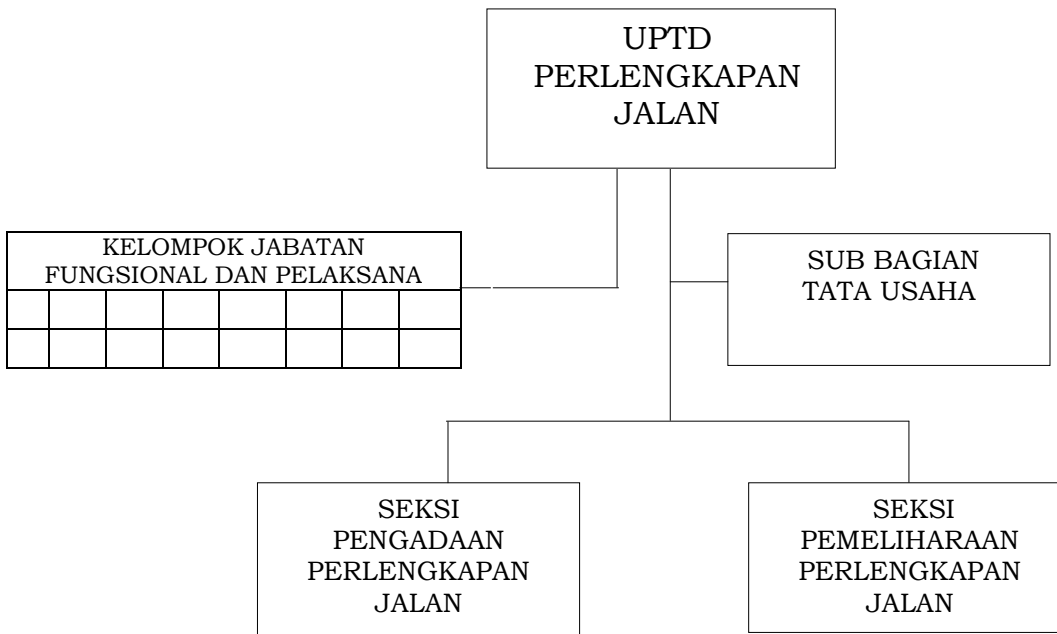 UPTD
PERLENGKAPAN
JALAN
KELOMPOK JABATAN
FUNGSIONAL DAN PELAKSANA
SUB BAGIAN
TATA USAHA
SEKSI
PENGADAAN
PERLENGKAPAN
JALAN
SEKSI
PEMELIHARAAN
PERLENGKAPAN
JALAN